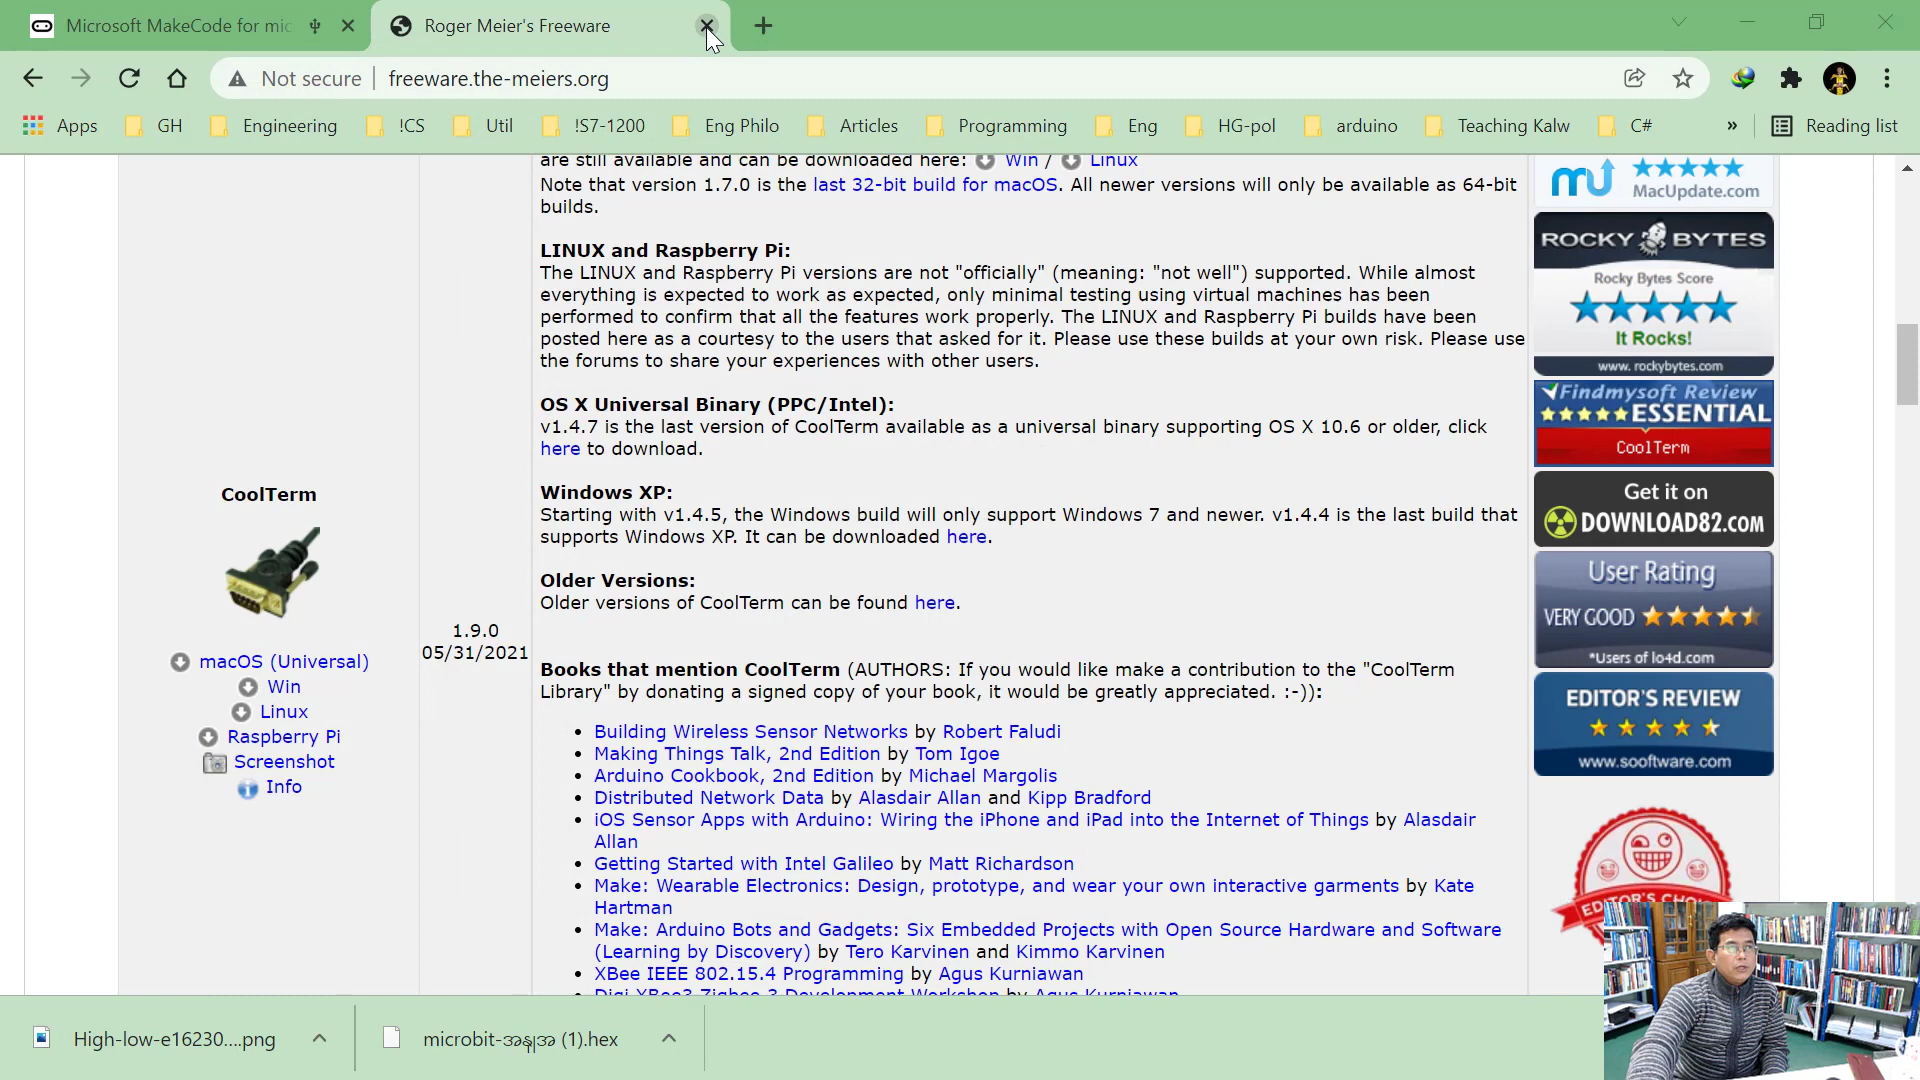 Microsoft MakeCode for mic
Roger Meier's Freeware
Not secure
freeware.the-meiers.org
Apps
GH
Engineering
!CS
Util
!S7-1200
Eng Philo
Articles
Programming
Eng
HG-pol
arduino
Teaching Kalw
C#
»
Reading list
are still available and can be downloaded here: Win / Linux
Note that version 1.7.0 is the last 32-bit build for macOS. All newer versions will only be available as 64-bit
builds.
LINUX and Raspberry Pi:
The LINUX and Raspberry Pi versions are not "officially" (meaning: "not well") supported. While almost
everything is expected to work as expected, only minimal testing using virtual machines has been
performed to confirm that all the features work properly. The LINUX and Raspberry Pi builds have been
posted here as a courtesy to the users that asked for it. Please use these builds at your own risk. Please use
the forums to share your experiences with other users.
OS X Universal Binary (PPC/Intel):
v1.4.7 is the last version of CoolTerm available as a universal binary supporting OS X 10.6 or older, click
here to download.
Windows XP:
Starting with v1.4.5, the Windows build will only support Windows 7 and newer. v1.4.4 is the last build that
supports Windows XP. It can be downloaded here.
Older Versions:
Older versions of CoolTerm can be found here.
Books that mention CoolTerm (AUTHORS: If you would like make a contribution to the "CoolTerm
Library" by donating a signed copy of your book, it would be greatly appreciated. :-)):
• Building Wireless Sensor Networks by Robert Faludi
• Making Things Talk, 2nd Edition by Tom Igoe
• Arduino Cookbook, 2nd Edition by Michael Margolis
• Distributed Network Data by Alasdair Allan and Kipp Bradford
• iOS Sensor Apps with Arduino: Wiring the iPhone and iPad into the Internet of Things by Alasdair
Allan
• Getting Started with Intel Galileo by Matt Richardson
• Make: Wearable Electronics: Design, prototype, and wear your own interactive garments by Kate
Hartman
• Make: Arduino Bots and Gadgets: Six Embedded Projects with Open Source Hardware and Software
(Learning by Discovery) by Tero Karvinen and Kimmo Karvinen
• XBee IEEE 802.15.4 Programming by Agus Kurniawan
• Digi XBee3 Zigbee 3 Development Workshop by Agus Kurniawan
CoolTerm
macOS (Universal)
Win
Linux
Raspberry Pi
Screenshot
Info
1.9.0
05/31/2021
MacUpdate.com
ROCKY BYTES
Rocky Bytes Score
It Rocks!
www.rockybytes.com
Findmysoft Review
ESSENTIAL
CoolTerm
Get it on
DOWNLOAD82.COM
User Rating
VERY GOOD
*Users of lo4d.com
EDITOR'S REVIEW
www.sooftware.com
High-low-e16230....png